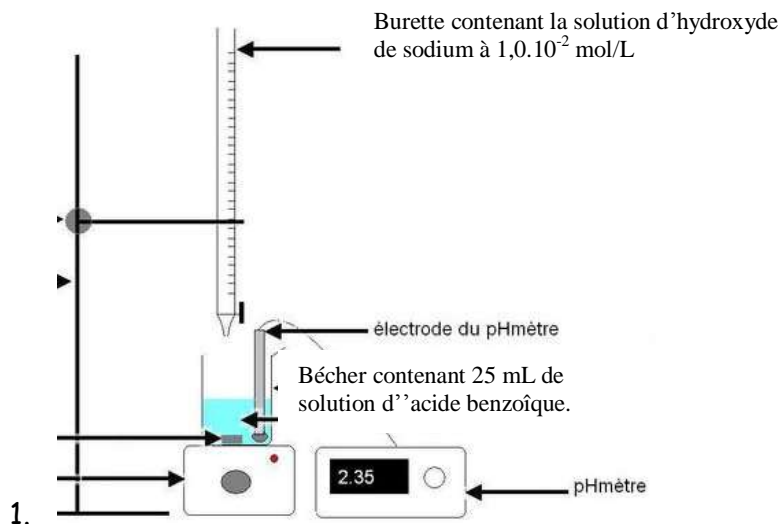 Burette contenant la solution d'hydroxyde
de sodium à 1,0.10⁻² mol/L
électrode du pHmètre
Bécher contenant 25 mL de
solution d''acide benzoîque.
2.35
pHmètre
1.